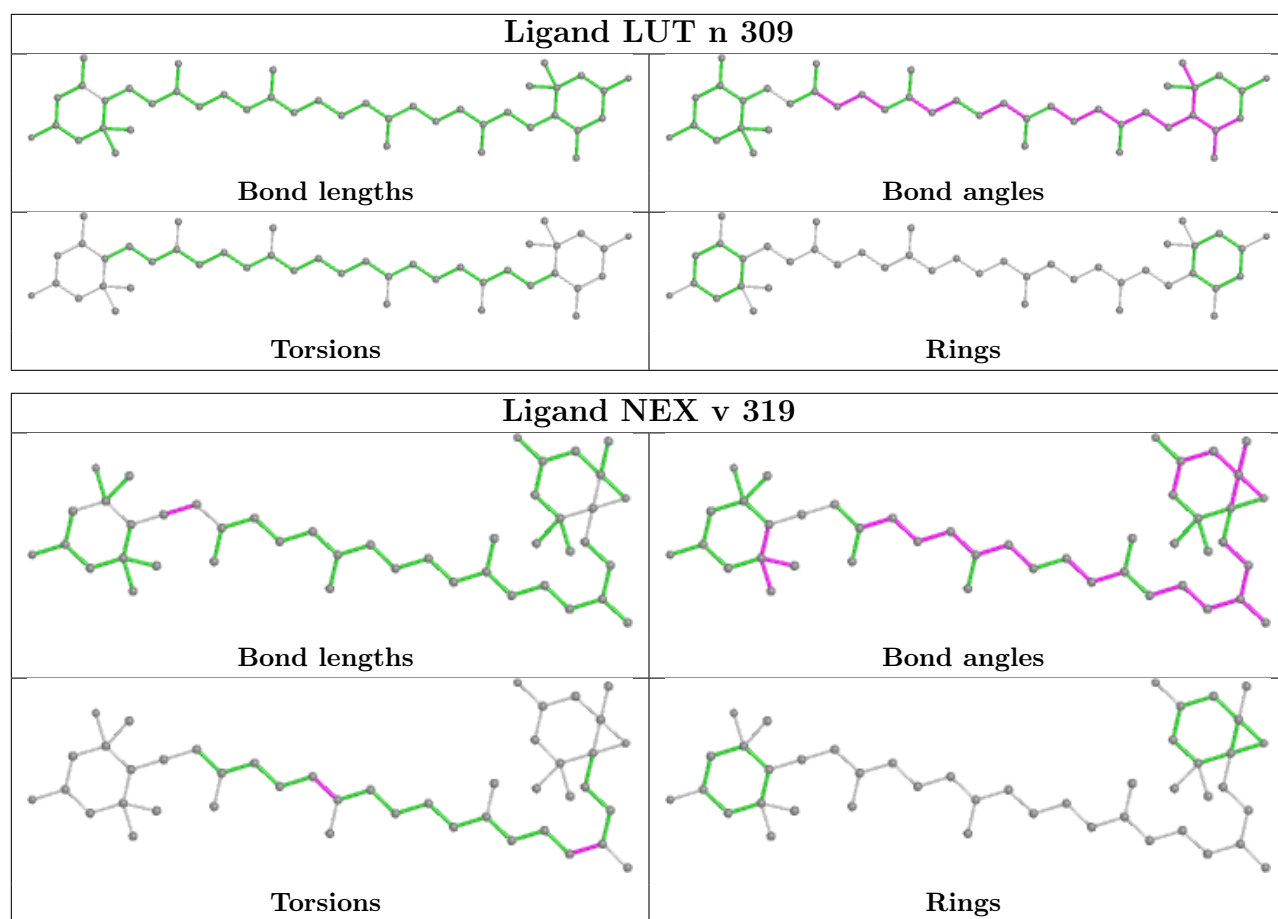 Ligand LUT n 309
Bond lengths
Bond angles
Torsions
Rings
Ligand NEX v 319
Bond lengths
Bond angles
Torsions
Rings